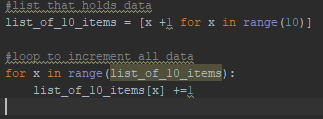 #list that holds data
list_of_10_items = [x +1 for x in range(10)]
#loop to increment all data
for x in range(list_of_10_items):
    list_of_10_items[x] +=1